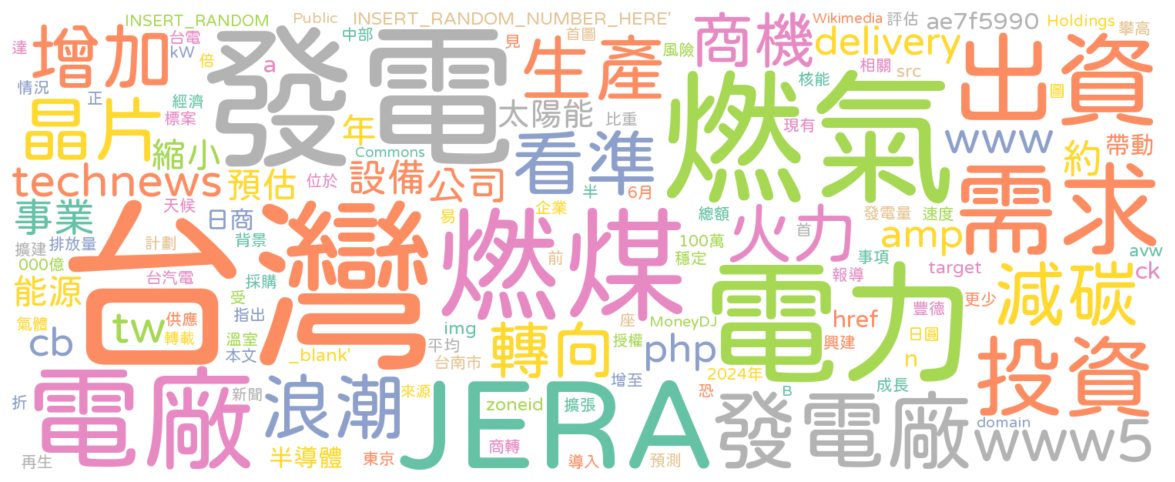 INSERT_RANDOM
Public
INSERT_RANDOM_NUMBER_HERE'
Wikimedia
評估
ae7f5990
Holdings
攀高
達
增加
台電
kW
倍
a
發電
中部
見
首圖
生產
風險
商機
delivery
相關
src
核能
出資
圖
情況
正
經濟
標案
晶片
縮小
年
太陽能
比重
燃氣
現有
www
約
帶動
technews
預估
位於
Commons
設備
公司
看準
半
6月
需求
事業
天候
日商
背景
台灣
易
企業
燃煤
總額
100萬
穩定
火力
首
發電量
速度
amp
事項
avw
ck
擴建
排放量
計劃
000億
台汽電
採購
能源
受
指出
前
電力
報導
target
減碳
更少
豐德
氣體
tw
供應
轉載
溫室
本文
cb
_blank'
img
平均
台南市
轉向
座
授權
MoneyDJ
php
href
興建
日圓
n
2024年
投資
電廠
新聞
浪潮
來源
JERA
增至
恐
B
成長
折
zoneid
擴張
發電廠
domain
www5
再生
半導體
東京
商轉
導入
預測